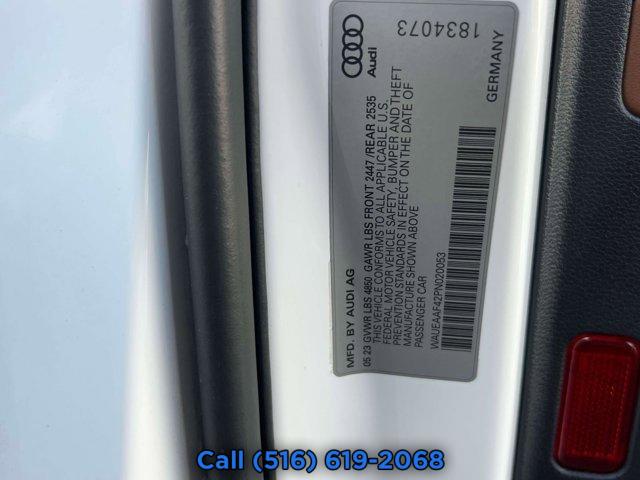 MFD. BY AUDI AG
05 23 GVWR LBS 4850 GAWR LBS FRONT 2447 /REAR 2535
THIS VEHICLE CONFORMS TO ALL APPLICABLE U.S.
FEDERAL MOTOR VEHICLE SAFETY, BUMPER AND THEFT
PREVENTION STANDARDS IN EFFECT ON THE DATE OF
MANUFACTURE SHOWN ABOVE
PASSENGER CAR
WAUEAAF42PN020053
Audi
1834073
GERMANY
Call (516) 619-2068